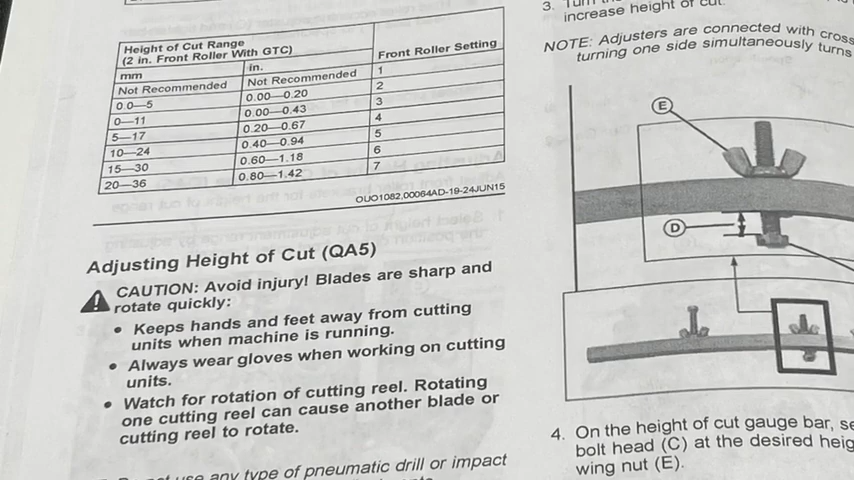 Height of Cut Range
(2 in. Front Roller With GTC)
Front Roller Setting
mm in.
Not Recommended Not Recommended 1
0.0—5 0.00—0.20 2
0—11 0.00—0.43 3
5—17 0.20—0.67 4
10—24 0.40—0.94 5
15—30 0.60—1.18 6
20—36 0.80—1.42 7
OUO1082,00064AD-19-24JUN15
Adjusting Height of Cut (QA5)
CAUTION: Avoid injury! Blades are sharp and
rotate quickly:
• Keeps hands and feet away from cutting
units when machine is running.
• Always wear gloves when working on cutting
units.
• Watch for rotation of cutting reel. Rotating
one cutting reel can cause another blade or
cutting reel to rotate.
use any type of pneumatic drill or impact
3. Turn
increase height of cut.
NOTE: Adjusters are connected with cross
turning one side simultaneously turns
E
D
4. On the height of cut gauge bar, se
bolt head (C) at the desired heig
wing nut (E).